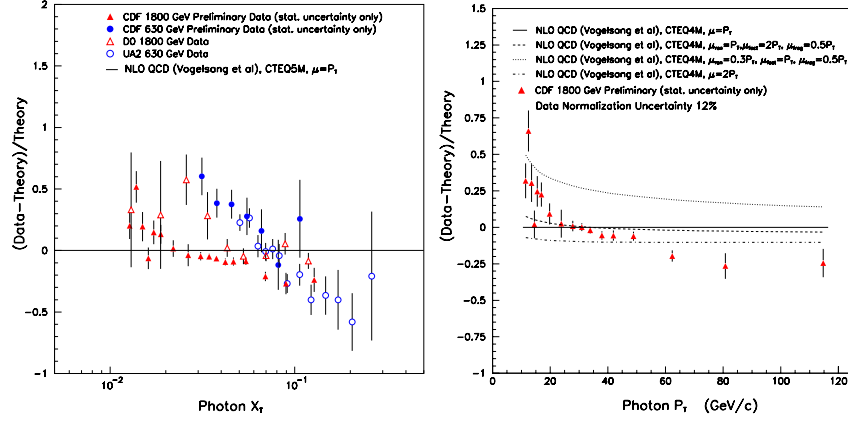 CDF 1800 GeV Preliminary Data (stat. uncertainty only)
CDF 630 GeV Preliminary Data (stat. uncertainty only)
D0 1800 GeV Data
UA2 630 GeV Data
NLO QCD (Vogelsang et al), CTEQ5M, μ=P_T
(Data-Theory)/Theory
2
1.5
1
0.5
0
-0.5
-1
10⁻²
10⁻¹
Photon X_T
NLO QCD (Vogelsang et al), CTEQ4M, μ=P_T
NLO QCD (Vogelsang et al), CTEQ4M, μ_ren=P_T, μ_fact=2P_T, μ_frag=0.5P_T
NLO QCD (Vogelsang et al), CTEQ4M, μ_ren=0.3P_T, μ_fact=P_T, μ_frag=0.5P_T
NLO QCD (Vogelsang et al), CTEQ4M, μ=2P_T
CDF 1800 GeV Preliminary (stat. uncertainty only)
Data Normalization Uncertainty 12%
(Data-Theory)/Theory
1.5
1.25
1
0.75
0.5
0.25
0
-0.25
-0.5
-0.75
-1
0 20 40 60 80 100 120
Photon P_T (GeV/c)